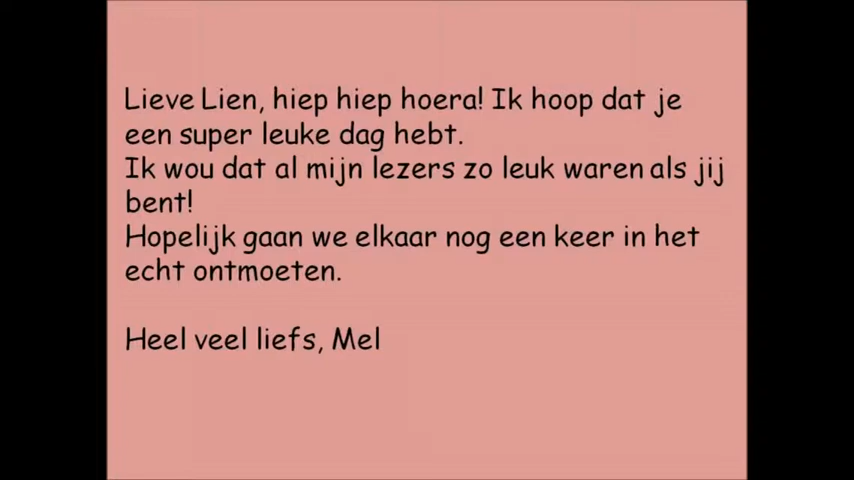 Lieve Lien, hiep hiep hoera! Ik hoop dat je
een super leuke dag hebt.
Ik wou dat al mijn lezers zo leuk waren als jij
bent!
Hopelijk gaan we elkaar nog een keer in het
echt ontmoeten.
Heel veel liefs, Mel